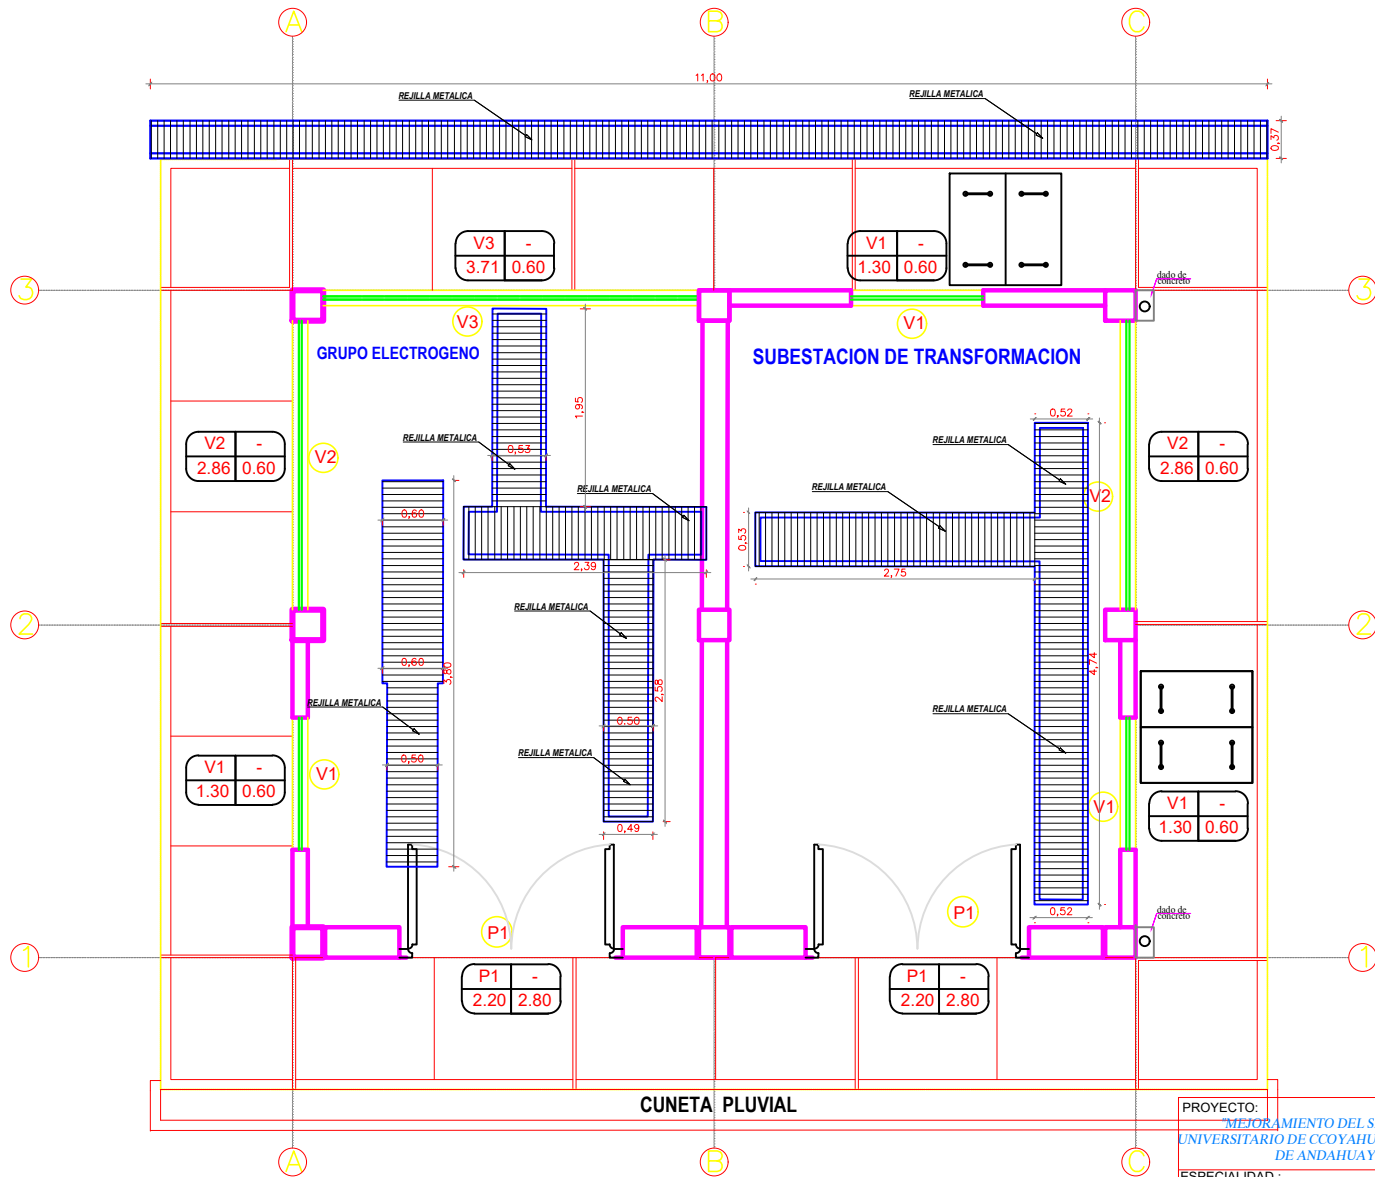 A
B
C
11,00
REJILLA METALICA
REJILLA METALICA
0,37
V3 -
3.71 0.60
V1 -
1.30 0.60
dado de
concreto
3
3
V3
V1
GRUPO ELECTROGENO
SUBESTACION DE TRANSFORMACION
1,95
0,52
V2 -
2.86 0.60
V2
REJILLA METALICA
0,53
REJILLA METALICA
V2 -
2.86 0.60
REJILLA METALICA
REJILLA METALICA
V2
0,60
0,53
2,39
2,75
REJILLA METALICA
2
2
0,60
3,80
2,58
4,74
REJILLA METALICA
REJILLA METALICA
0,50
REJILLA METALICA
V1 -
1.30 0.60
V1
0,50
V1
V1 -
1.30 0.60
0,49
P1
P1
0,52
dado de
concreto
1
1
P1 -
2.20 2.80
P1 -
2.20 2.80
CUNETA PLUVIAL
PROYECTO:
"MEJORAMIENTO DEL S
UNIVERSITARIO DE CCOYAHU
DE ANDAHUAY
ESPECIALIDAD :
A
B
C